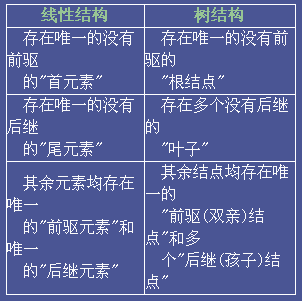 线性结构
树结构
存在唯一的没有
前驱
的"首元素"
存在唯一的没有前
驱的
"根结点"
存在唯一的没有
后继
的"尾元素"
存在多个没有后继
的
"叶子"
其余元素均存在
唯一
的"前驱元素"和
唯一
的"后继元素"
其余结点均存在唯
一的
"前驱(双亲)结
点"和多
个"后继(孩子)结
点"